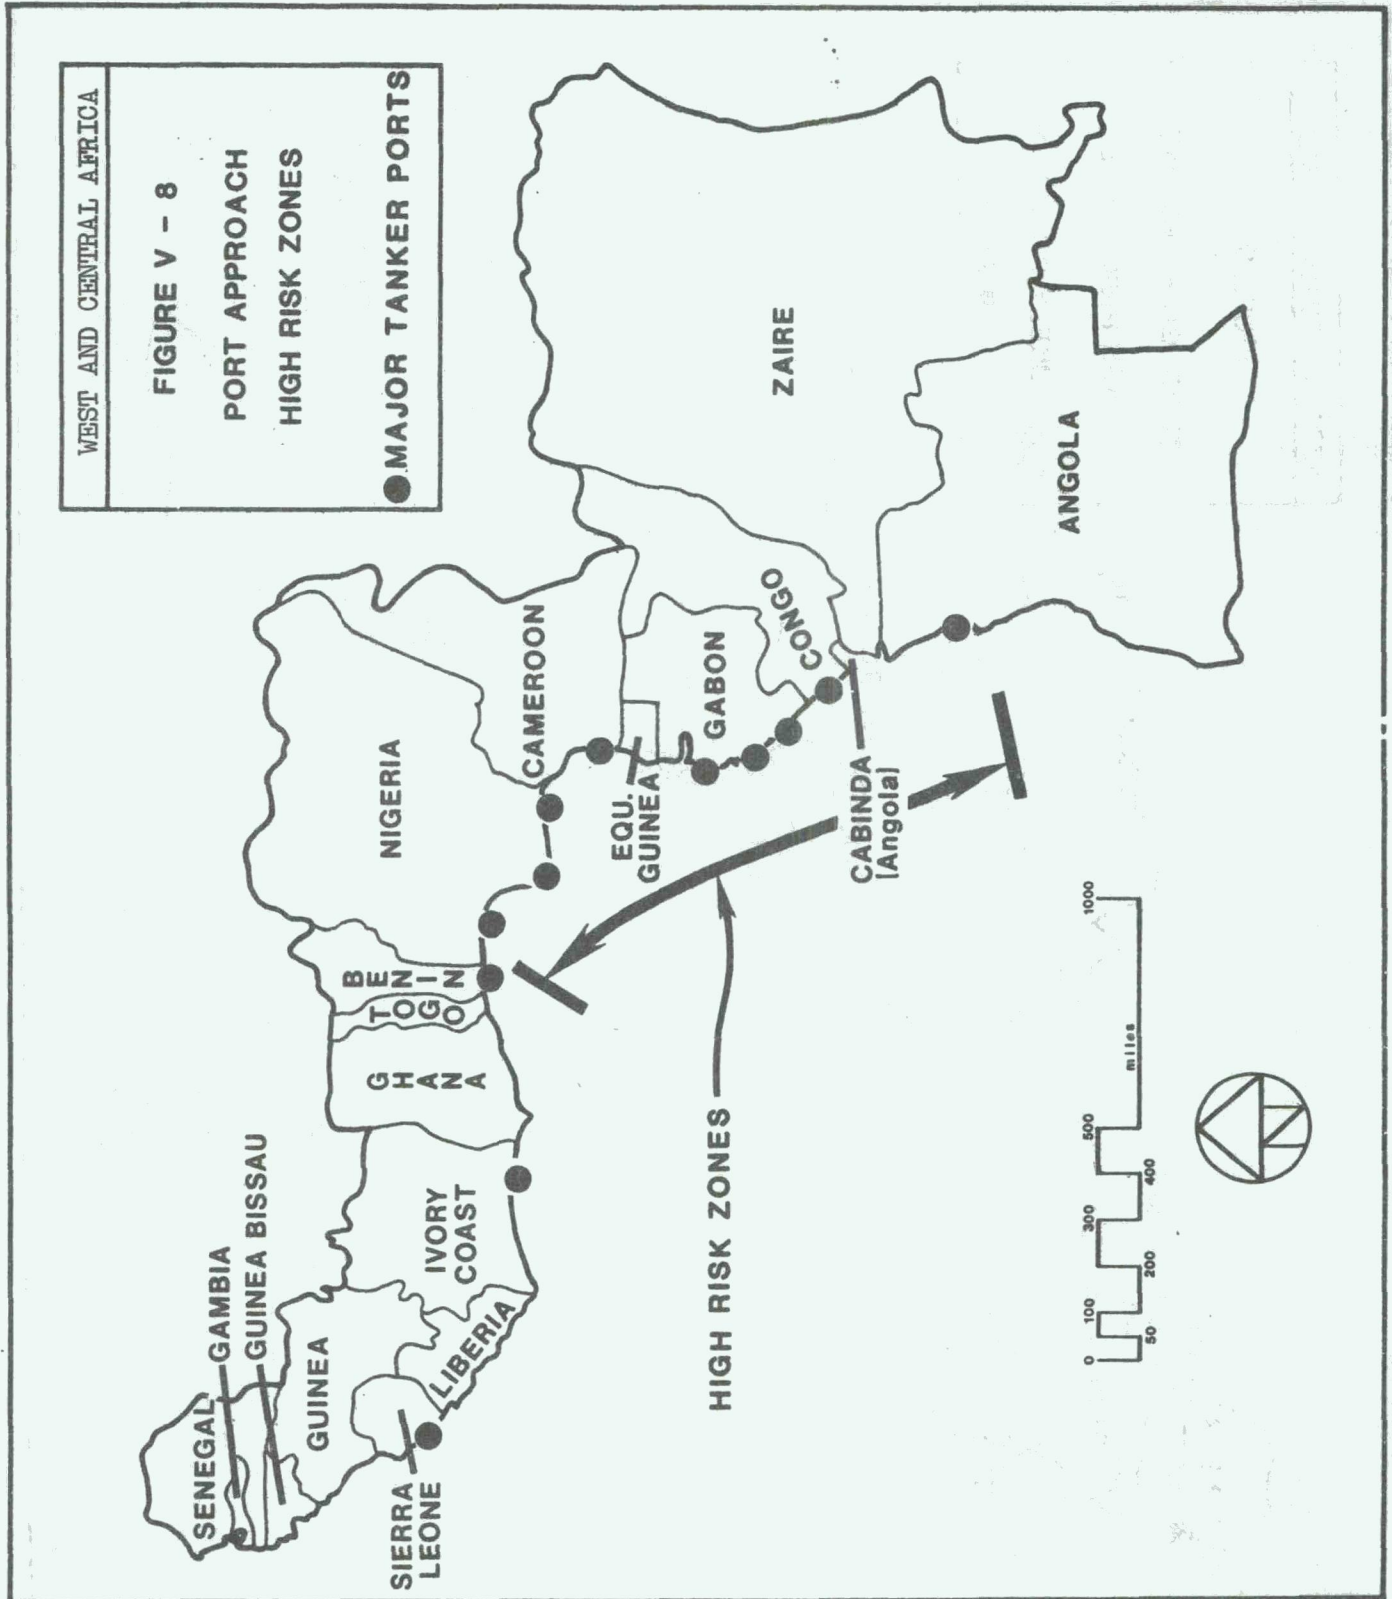 WEST AND CENTRAL AFRICA
FIGURE V - 8
PORT APPROACH
HIGH RISK ZONES
MAJOR TANKER PORTS
SENEGAL
GAMBIA
GUINEA BISSAU
GUINEA
SIERRA
LEONE
LIBERIA
IVORY
COAST
GHANA
TOGO
BENIN
NIGERIA
CAMEROON
EQU.
GUINEA
GABON
CONGO
ZAIRE
CABINDA
[Angola]
ANGOLA
HIGH RISK ZONES
0
50
100
200
300
400
500
1000
miles
N